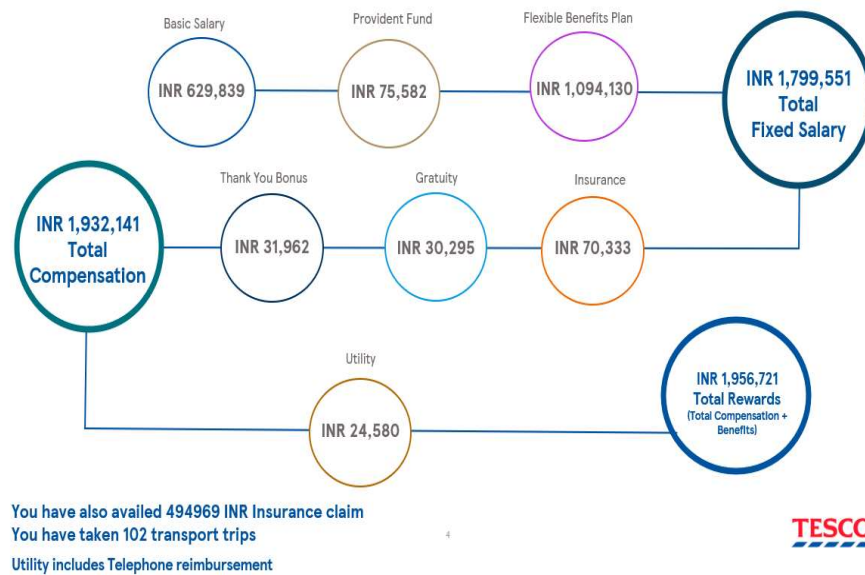 Basic Salary
Provident Fund
Flexible Benefits Plan
INR 629,839
INR 75,582
INR 1,094,130
INR 1,799,551
Total
Fixed Salary
Thank You Bonus
Gratuity
Insurance
INR 1,932,141
Total
Compensation
INR 31,962
INR 30,295
INR 70,333
Utility
INR 24,580
INR 1,956,721
Total Rewards
(Total Compensation +
Benefits)
You have also availed 494969 INR Insurance claim
You have taken 102 transport trips
4
Utility includes Telephone reimbursement
TESCO